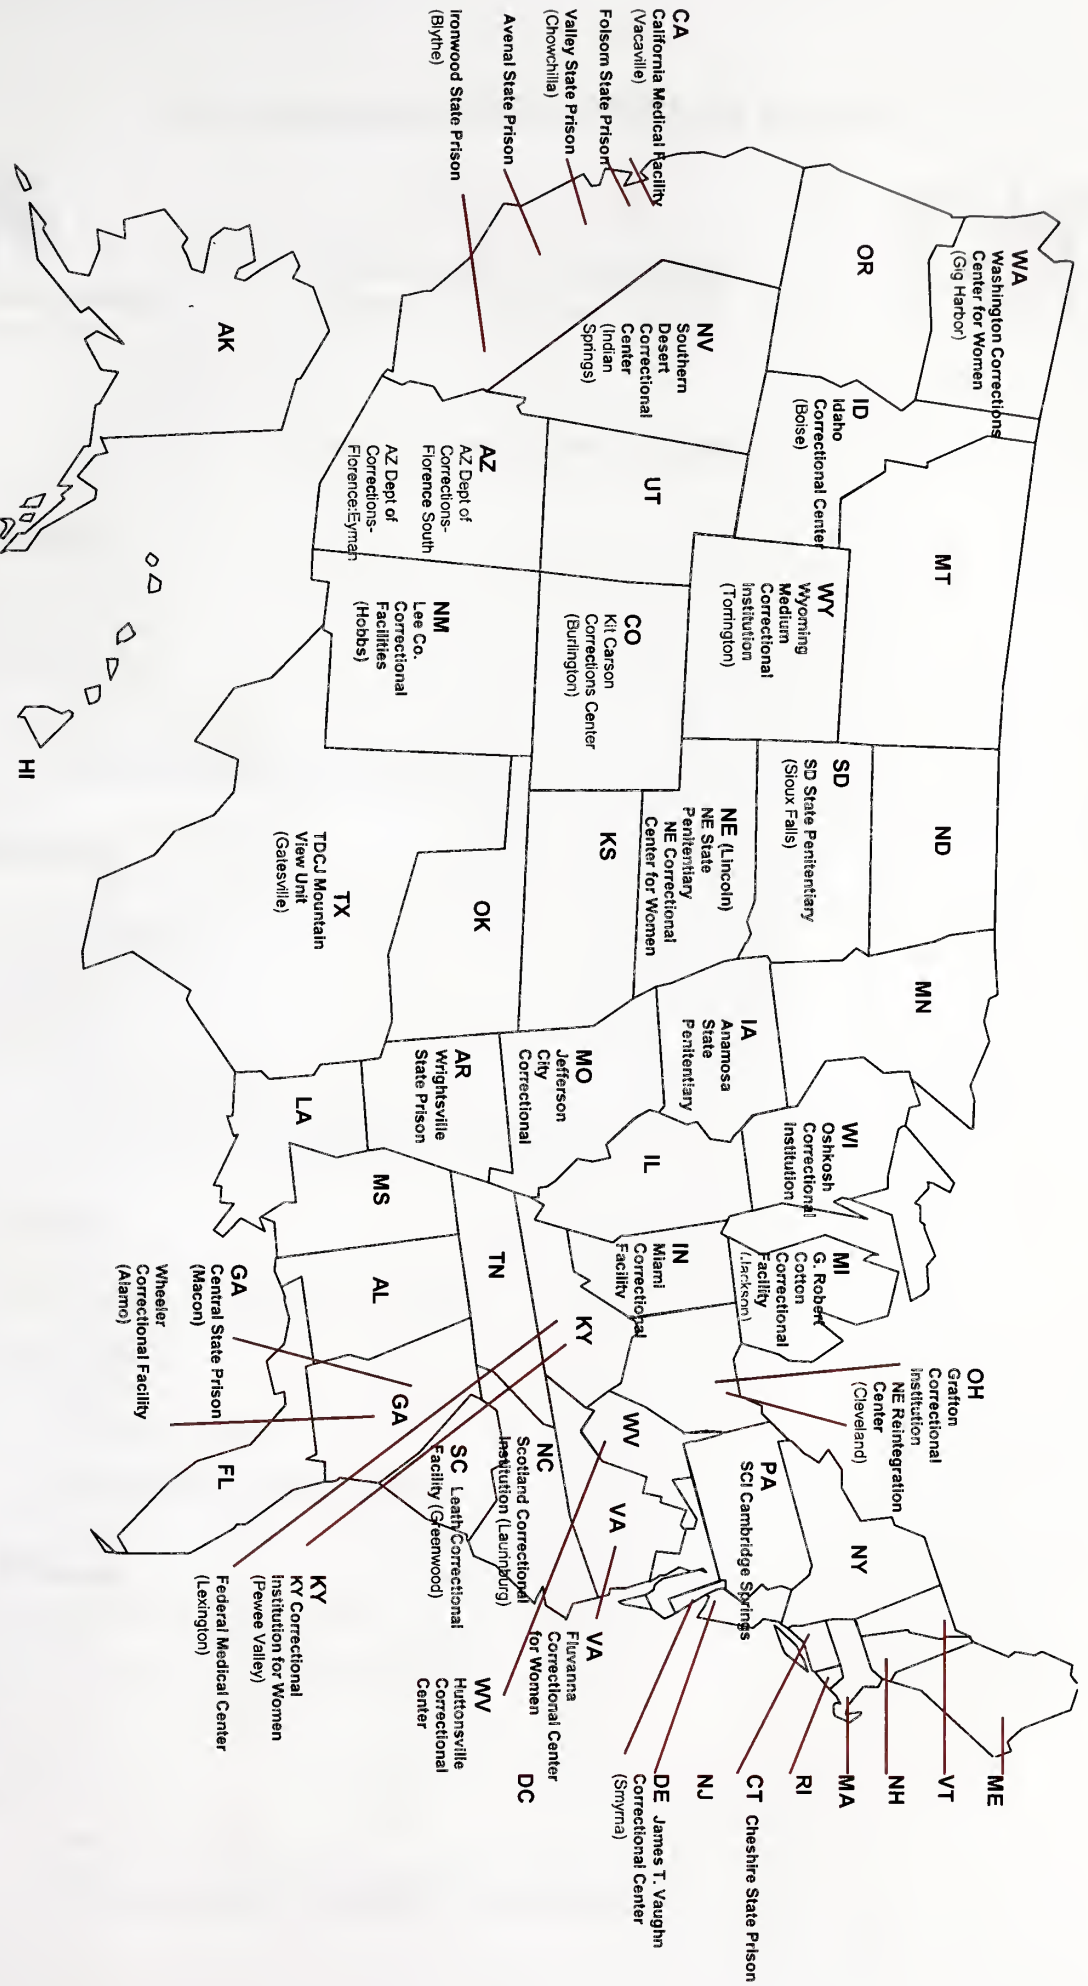 WA
Washington Corrections
Center for Women
(Gig Harbor)
OR
CA
California Medical Facility
(Vacaville)
Folsom State Prison
Valley State Prison
(Chowchilla)
Avenal State Prison
Ironwood State Prison
(Blythe)
NV
Southern
Desert
Correctional
Center
(Indian
Springs)
ID
Idaho
Correctional Center
(Boise)
MT
UT
AZ
AZ Dept of
Corrections-
Florence South
AZ Dept of
Corrections-
Florence:Eyman
WY
Wyoming
Medium
Correctional
Institution
(Torrington)
CO
Kit Carson
Corrections Center
(Burlington)
NM
Lee Co.
Correctional
Facilities
(Hobbs)
AK
HI
ND
SD
SD State Penitentiary
(Sioux Falls)
NE (Lincoln)
NE State
Penitentiary
NE Correctional
Center for Women
KS
OK
TX
TDCJ Mountain
View Unit
(Gatesville)
MN
IA
Anamosa
State
Penitentiary
MO
Jefferson
City
Correctional
AR
Wrightsville
State Prison
LA
WI
Oshkosh
Correctional
Institution
IL
MS
MI
G. Robert
Cotton
Correctional
Facility
(Jackson)
IN
Miami
Correctional
Facility
KY
TN
AL
GA
GA
Central State Prison
(Macon)
Wheeler
Correctional Facility
(Alamo)
FL
OH
Grafton
Correctional
Institution
NE Reintegration
Center
(Cleveland)
WV
VA
NC
Scotland Correctional
Institution (Laurinburg)
SC Leath Correctional
Facility (Greenwood)
KY
KY Correctional
Institution for Women
(Pewee Valley)
Federal Medical Center
(Lexington)
PA
SCI Cambridge Springs
NY
VA
Fluvanna
Correctional Center
for Women
WV
Huttonsville
Correctional
Center
ME
VT
NH
MA
RI
CT Cheshire State Prison
NJ
DE James T. Vaughn
Correctional Center
(Smyrna)
DC